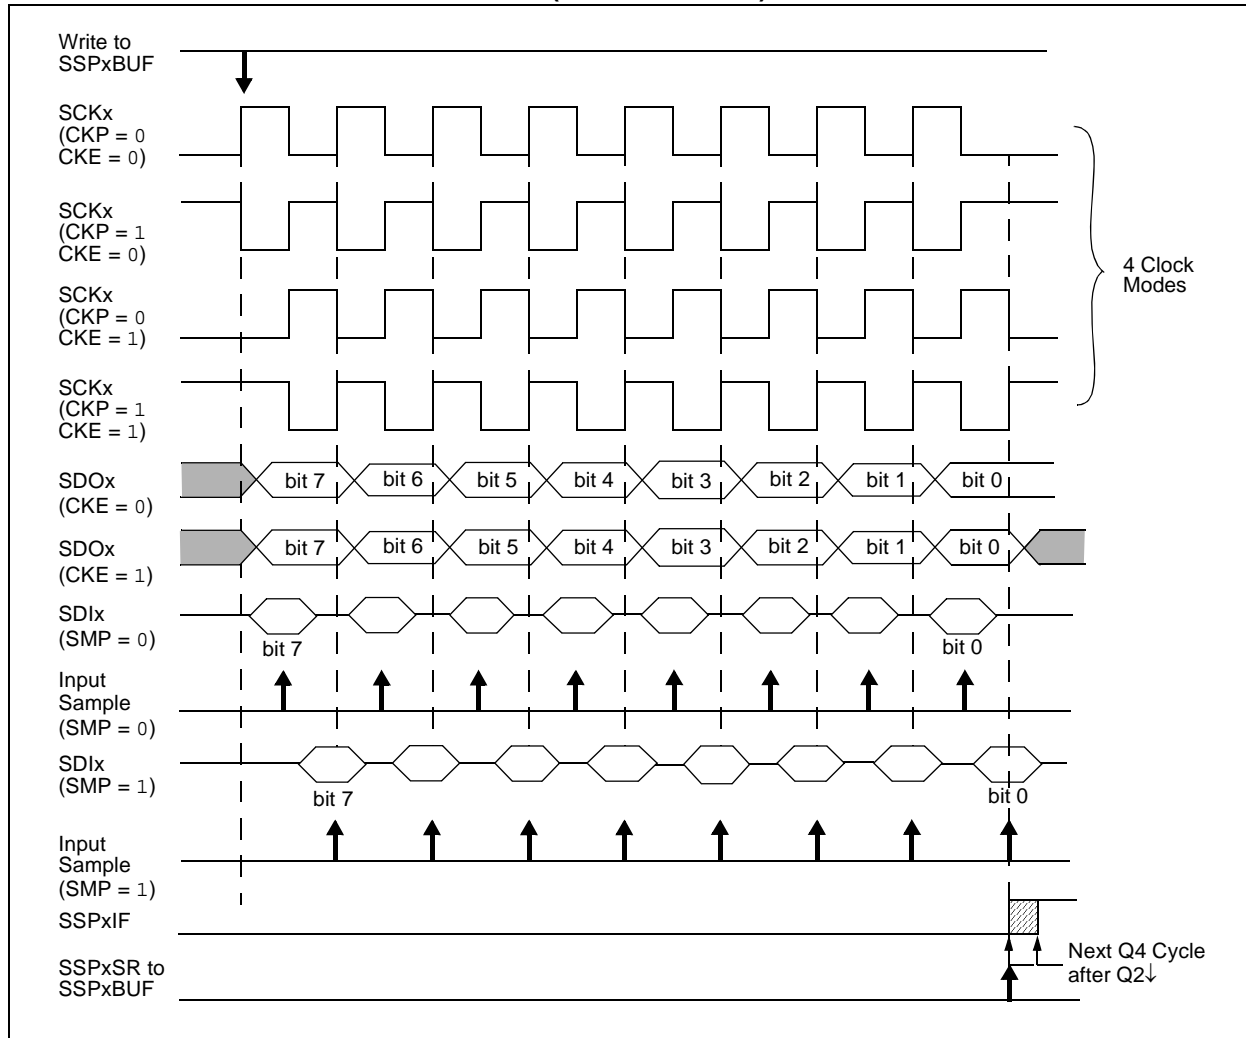 Write to
SSPxBUF
SCKx
(CKP = 0
CKE = 0)
SCKx
(CKP = 1
CKE = 0)
SCKx
(CKP = 0
CKE = 1)
SCKx
(CKP = 1
CKE = 1)
4 Clock
Modes
SDOx
(CKE = 0)
bit 7 bit 6 bit 5 bit 4 bit 3 bit 2 bit 1 bit 0
SDOx
(CKE = 1)
bit 7 bit 6 bit 5 bit 4 bit 3 bit 2 bit 1 bit 0
SDIx
(SMP = 0)
bit 7 bit 0
Input
Sample
(SMP = 0)
SDIx
(SMP = 1)
bit 7 bit 0
Input
Sample
(SMP = 1)
SSPxIF
Next Q4 Cycle
after Q2↓
SSPxSR to
SSPxBUF